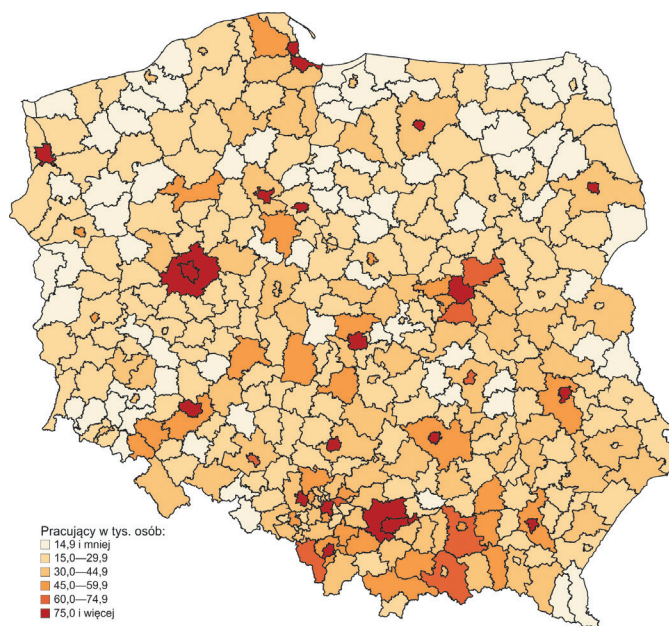 Pracujący w tys. osób:
14,9 i mniej
15,0—29,9
30,0—44,9
45,0—59,9
60,0—74,9
75,0 i więcej